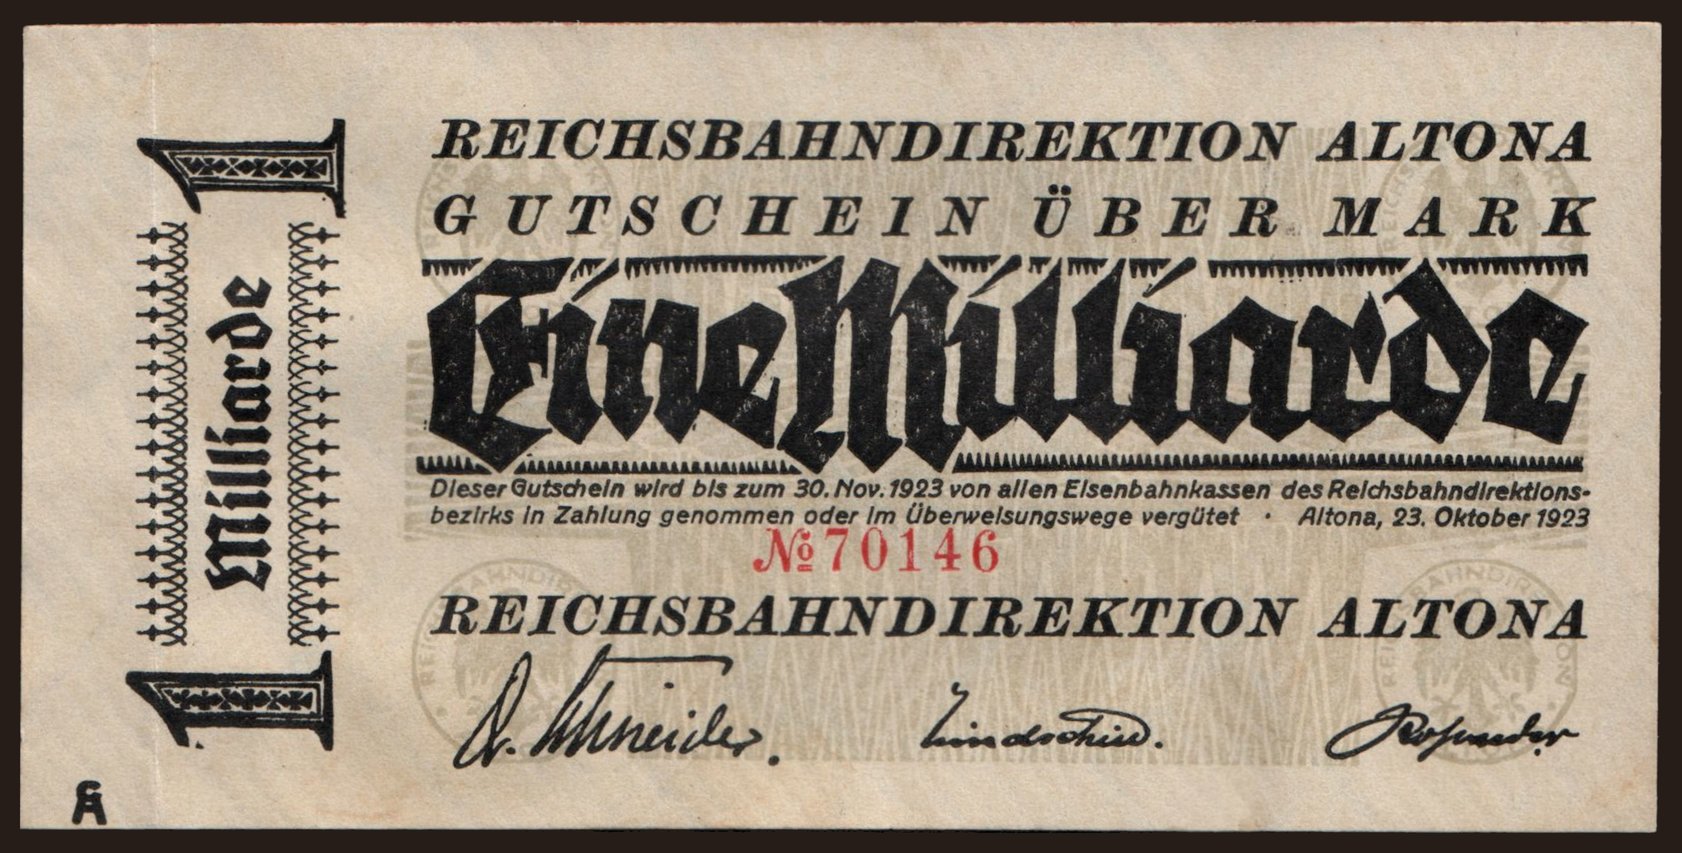 REICHSBAHNDIREKTION ALTONA
GUTSCHEIN ÜBER MARK
Eine Milliarde
Dieser Gutschein wird bis zum 30. Nov. 1923 von allen Eisenbahnkassen des Reichsbahndirektions-
bezirks in Zahlung genommen oder im Überweisungswege vergütet · Altona, 23. Oktober 1923
№ 70146
REICHSBAHNDIREKTION ALTONA
1
Milliarde
1